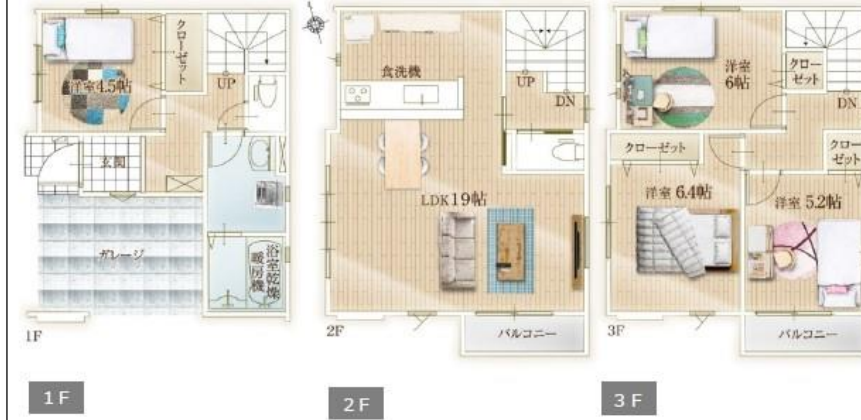 クローゼット
洋室4.5帖
UP
玄関
ガレージ
浴室乾燥
暖房機
1F
1F
食洗機
UP
DN
LDK19帖
バルコニー
2F
2F
洋室
6帖
クロー
ゼット
DN
クローゼット
クロー
ゼット
洋室 6.4帖
洋室 5.2帖
バルコニー
3F
3F